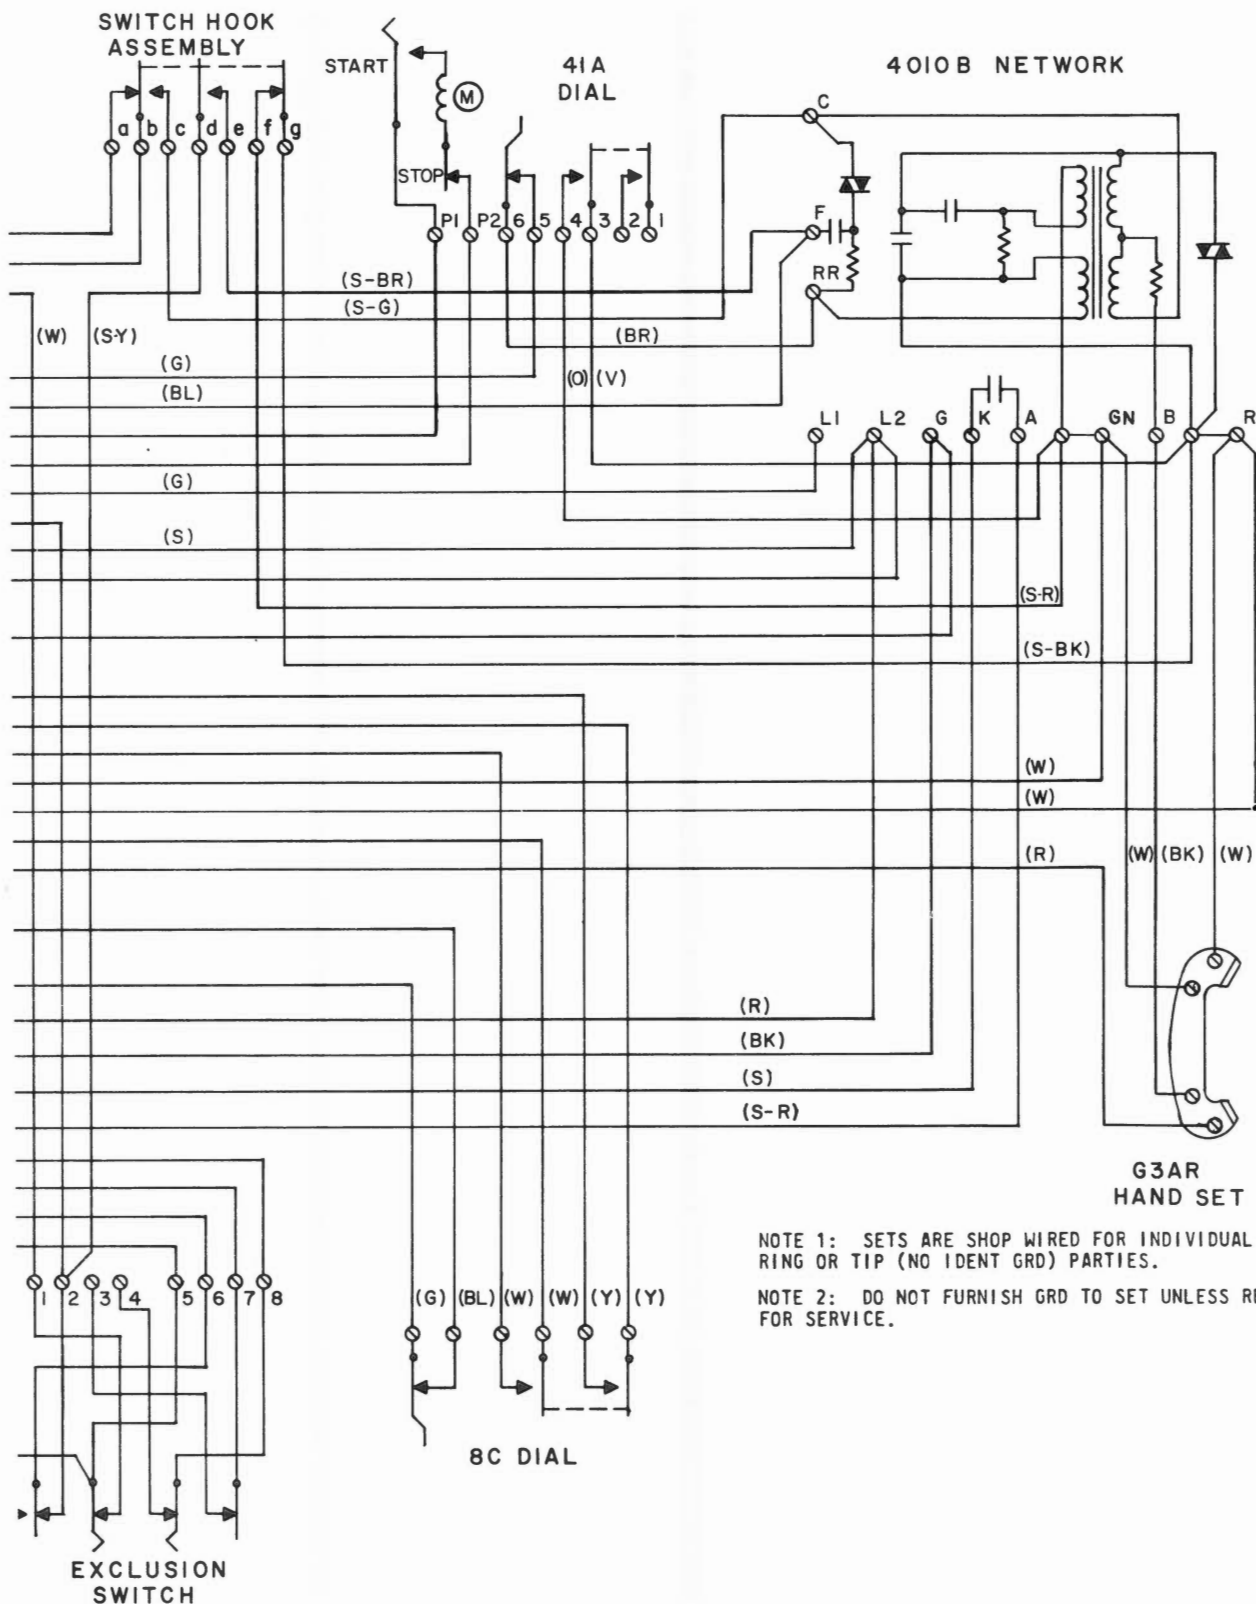 SWITCH HOOK
ASSEMBLY
START
M
41A
DIAL
4010B NETWORK
C
a b c d e f g
STOP
P1 P2 6 5 4 3 2 1
F
RR
(S-BR)
(S-G)
(BR)
(W) (S-Y)
(G)
(BL)
(O) (V)
L1 L2 G K A GN B R
(G)
(S)
(S-R)
(S-BK)
(W)
(W)
(R) (W) (BK) (W)
(R)
(BK)
(S)
(S-R)
G3AR
HAND SET
NOTE 1: SETS ARE SHOP WIRED FOR INDIVIDUAL
RING OR TIP (NO IDENT GRD) PARTIES.
NOTE 2: DO NOT FURNISH GRD TO SET UNLESS
FOR SERVICE.
1 2 3 4 5 6 7 8
(G) (BL) (W) (W) (Y) (Y)
8C DIAL
EXCLUSION
SWITCH